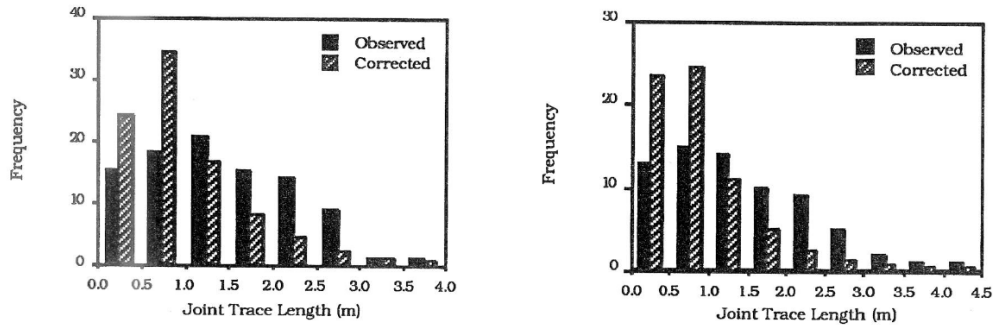 40
30
20
10
0
Frequency
Observed
Corrected
0.0 0.5 1.0 1.5 2.0 2.5 3.0 3.5 4.0
Joint Trace Length (m)
30
20
10
0
Frequency
Observed
Corrected
0.0 0.5 1.0 1.5 2.0 2.5 3.0 3.5 4.0 4.5
Joint Trace Length (m)